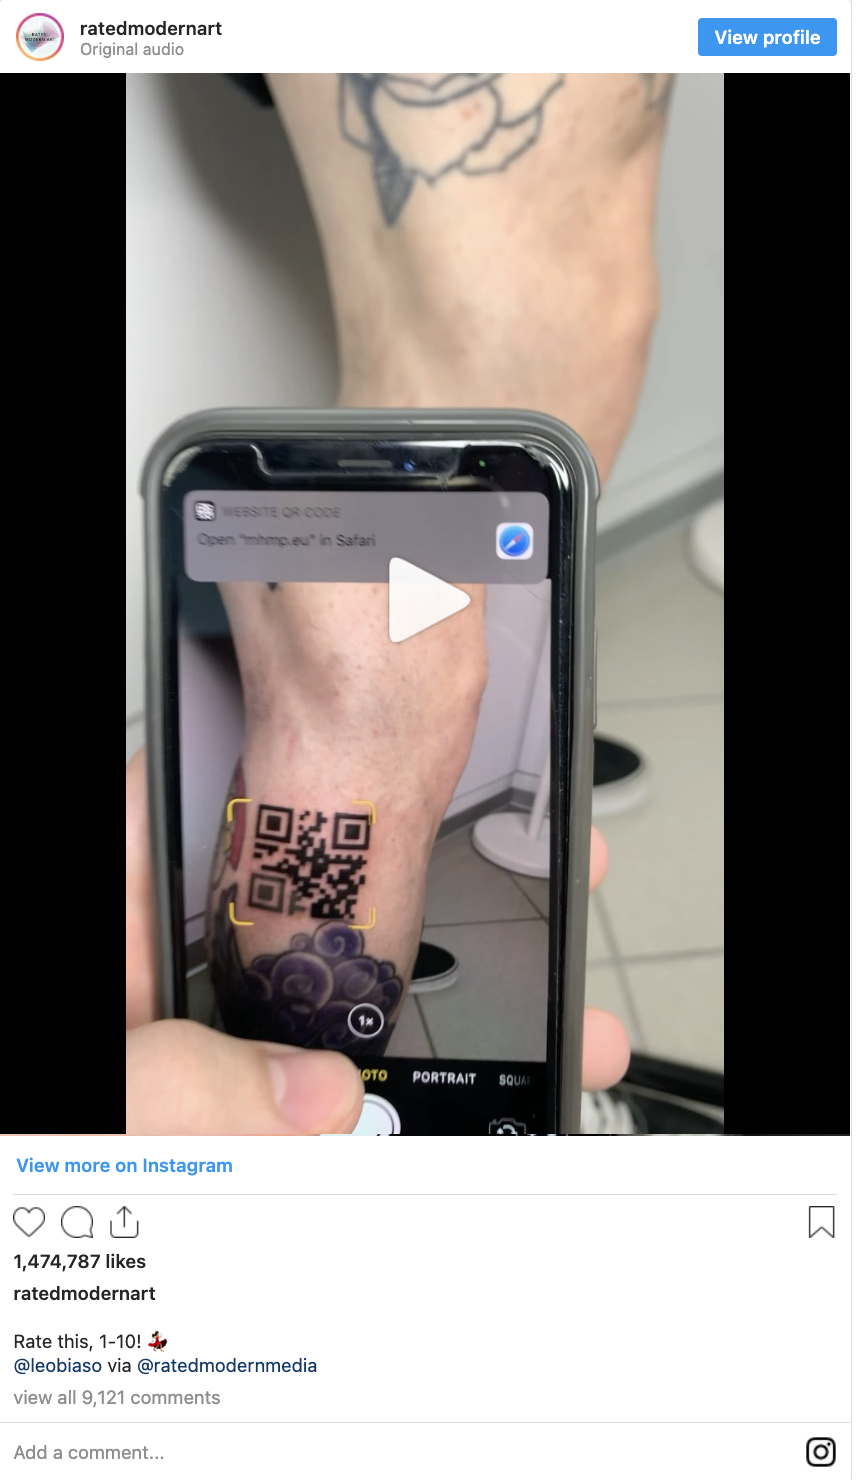 ratedmodernart
Original audio
View profile
WEBSITE QR CODE
Open "mhmp.eu" in Safari
1x
OTO PORTRAIT SQUA
View more on Instagram
1,474,787 likes
ratedmodernart
Rate this, 1-10! 💃
@leobiaso via @ratedmodernmedia
view all 9,121 comments
Add a comment...